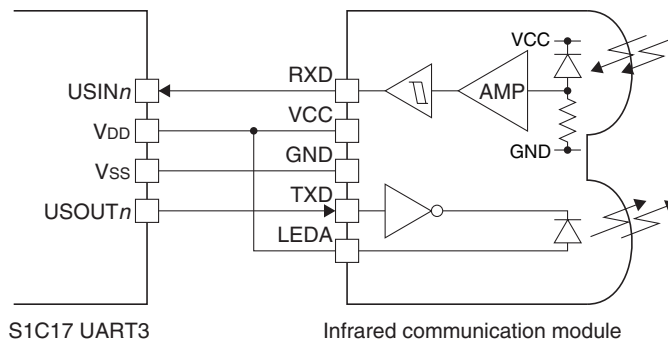 VCC
RXD
USINn
AMP
VCC
VDD
GND
GND
VSS
TXD
USOUTn
LEDA
S1C17 UART3
Infrared communication module